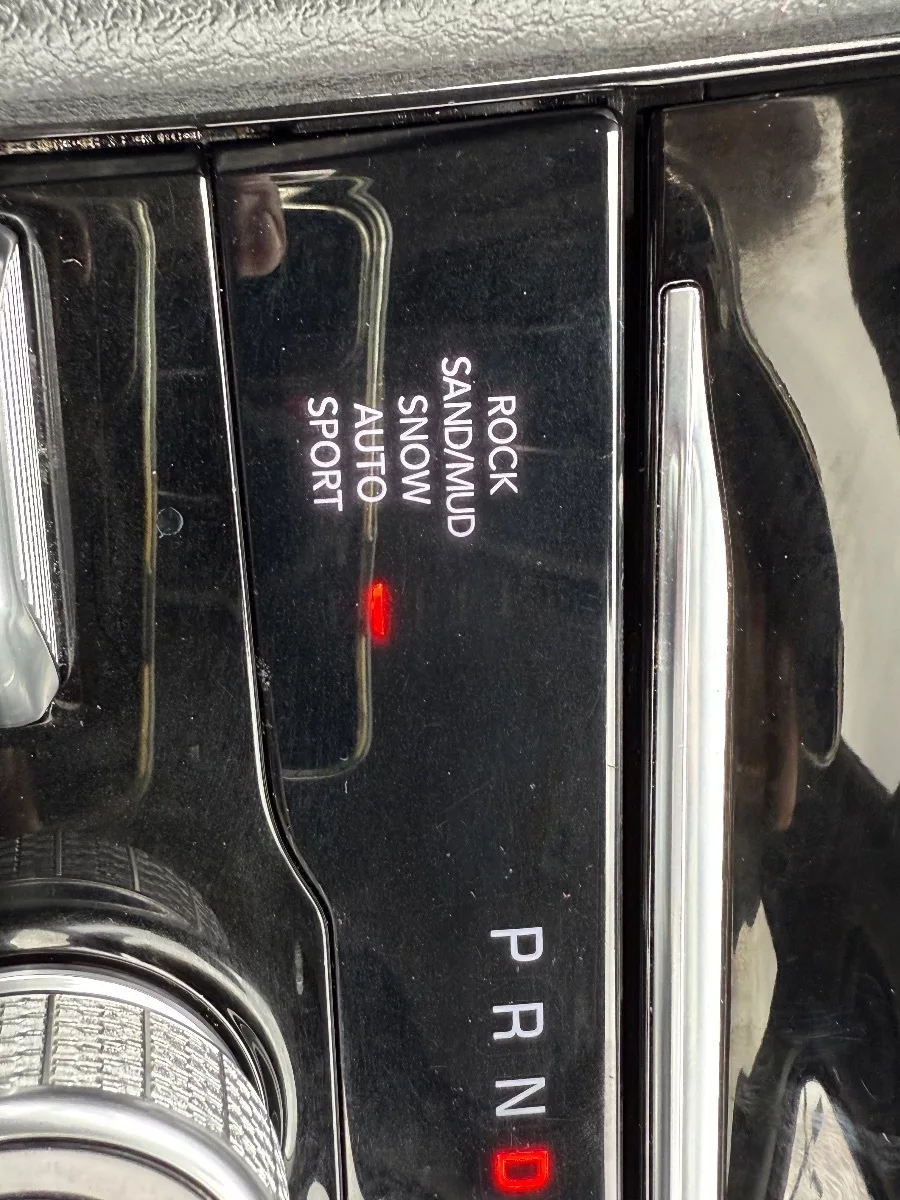 ROCK
SAND/MUD
SNOW
AUTO
SPORT
P R N D